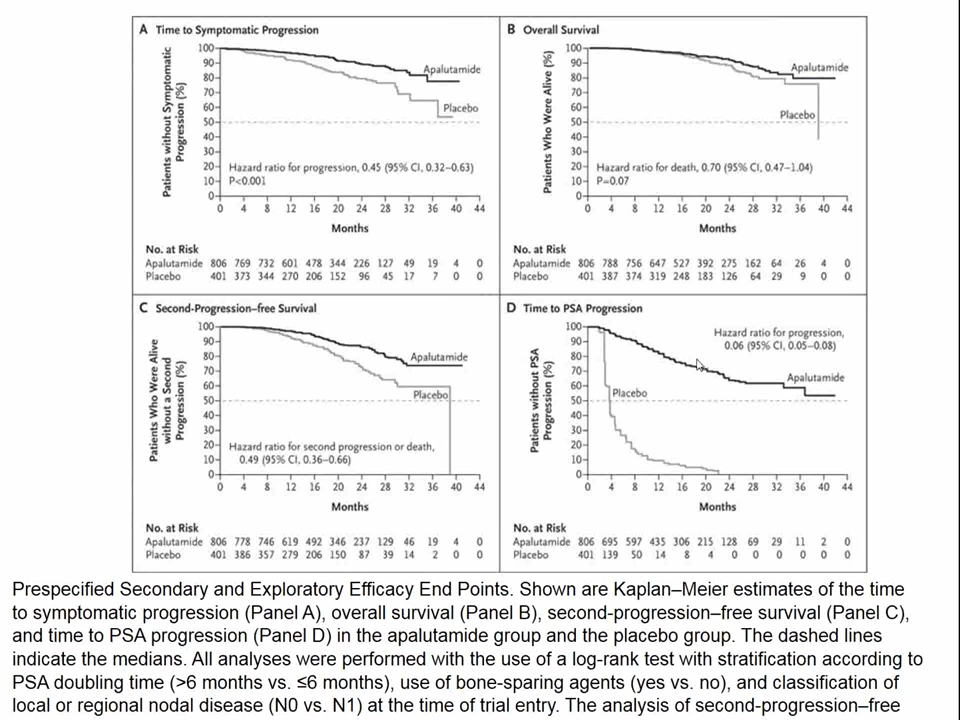 A Time to Symptomatic Progression
Patients without Symptomatic
Progression (%)
100
90
80
70
60
50
40
30
20
10
0
Apalutamide
Placebo
Hazard ratio for progression, 0.45 (95% CI, 0.32–0.63)
P<0.001
0 4 8 12 16 20 24 28 32 36 40 44
Months
No. at Risk
Apalutamide 806 769 732 601 478 344 226 127 49 19 4 0
Placebo 401 373 344 270 206 152 96 45 17 7 0 0
B Overall Survival
Patients Who Were Alive (%)
100
90
80
70
60
50
40
30
20
10
0
Apalutamide
Placebo
Hazard ratio for death, 0.70 (95% CI, 0.47–1.04)
P=0.07
0 4 8 12 16 20 24 28 32 36 40 44
Months
No. at Risk
Apalutamide 806 788 756 647 527 392 275 162 64 26 4 0
Placebo 401 387 374 319 248 183 126 64 29 9 0 0
C Second-Progression–free Survival
Patients Who Were Alive
without a Second
Progression (%)
100
90
80
70
60
50
40
30
20
10
0
Apalutamide
Placebo
Hazard ratio for second progression or death,
0.49 (95% CI, 0.36–0.66)
0 4 8 12 16 20 24 28 32 36 40 44
Months
No. at Risk
Apalutamide 806 778 746 619 492 346 237 129 46 19 4 0
Placebo 401 386 357 279 206 150 87 39 14 2 0 0
D Time to PSA Progression
Patients without PSA
Progression (%)
100
90
80
70
60
50
40
30
20
10
0
Hazard ratio for progression,
0.06 (95% CI, 0.05–0.08)
Apalutamide
Placebo
0 4 8 12 16 20 24 28 32 36 40 44
Months
No. at Risk
Apalutamide 806 695 597 435 306 215 128 69 29 11 2 0
Placebo 401 139 50 14 8 4 0 0 0 0 0 0
Prespecified Secondary and Exploratory Efficacy End Points. Shown are Kaplan–Meier estimates of the time
to symptomatic progression (Panel A), overall survival (Panel B), second-progression–free survival (Panel C),
and time to PSA progression (Panel D) in the apalutamide group and the placebo group. The dashed lines
indicate the medians. All analyses were performed with the use of a log-rank test with stratification according to
PSA doubling time (>6 months vs. ≤6 months), use of bone-sparing agents (yes vs. no), and classification of
local or regional nodal disease (N0 vs. N1) at the time of trial entry. The analysis of second-progression–free